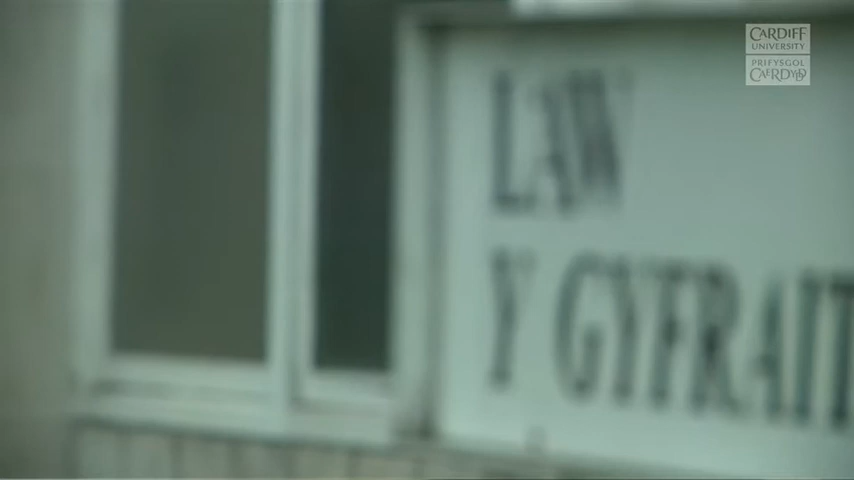 CARDIFF
UNIVERSITY
PRIFYSGOL
CAERDYDD
LAW
Y GYFRAIT